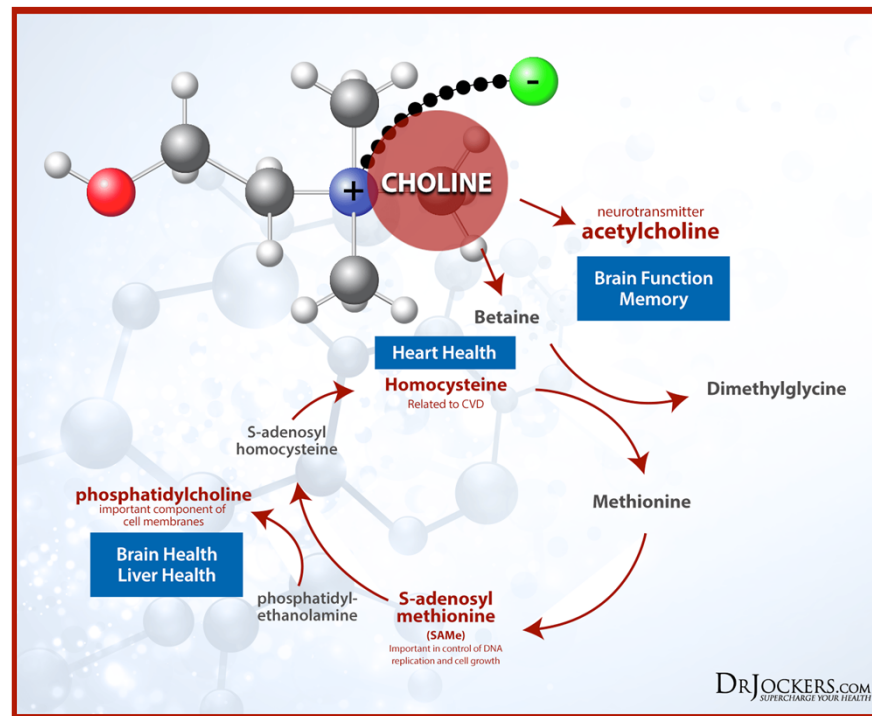 -
+
CHOLINE
neurotransmitter
acetylcholine
Brain Function
Memory
Betaine
Heart Health
Homocysteine
Related to CVD
Dimethylglycine
S-adenosyl
homocysteine
Methionine
phosphatidylcholine
important component of
cell membranes
Brain Health
Liver Health
phosphatidyl-
ethanolamine
S-adenosyl
methionine
(SAMe)
Important in control of DNA
replication and cell growth
DRJOCKERS.COM
SUPERCHARGE YOUR HEALTH